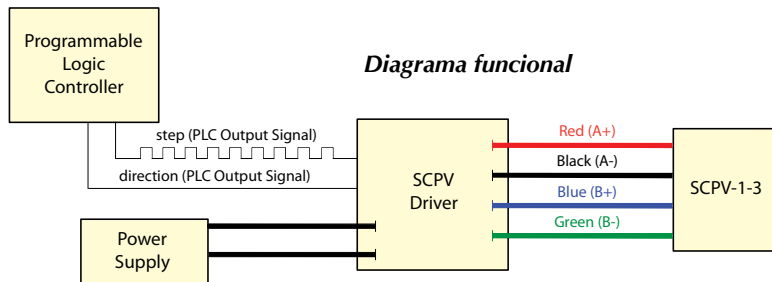 Programmable
Logic
Controller
Diagrama funcional
step (PLC Output Signal)
direction (PLC Output Signal)
SCPV
Driver
Red (A+)
Black (A-)
Blue (B+)
Green (B-)
SCPV-1-3
Power
Supply